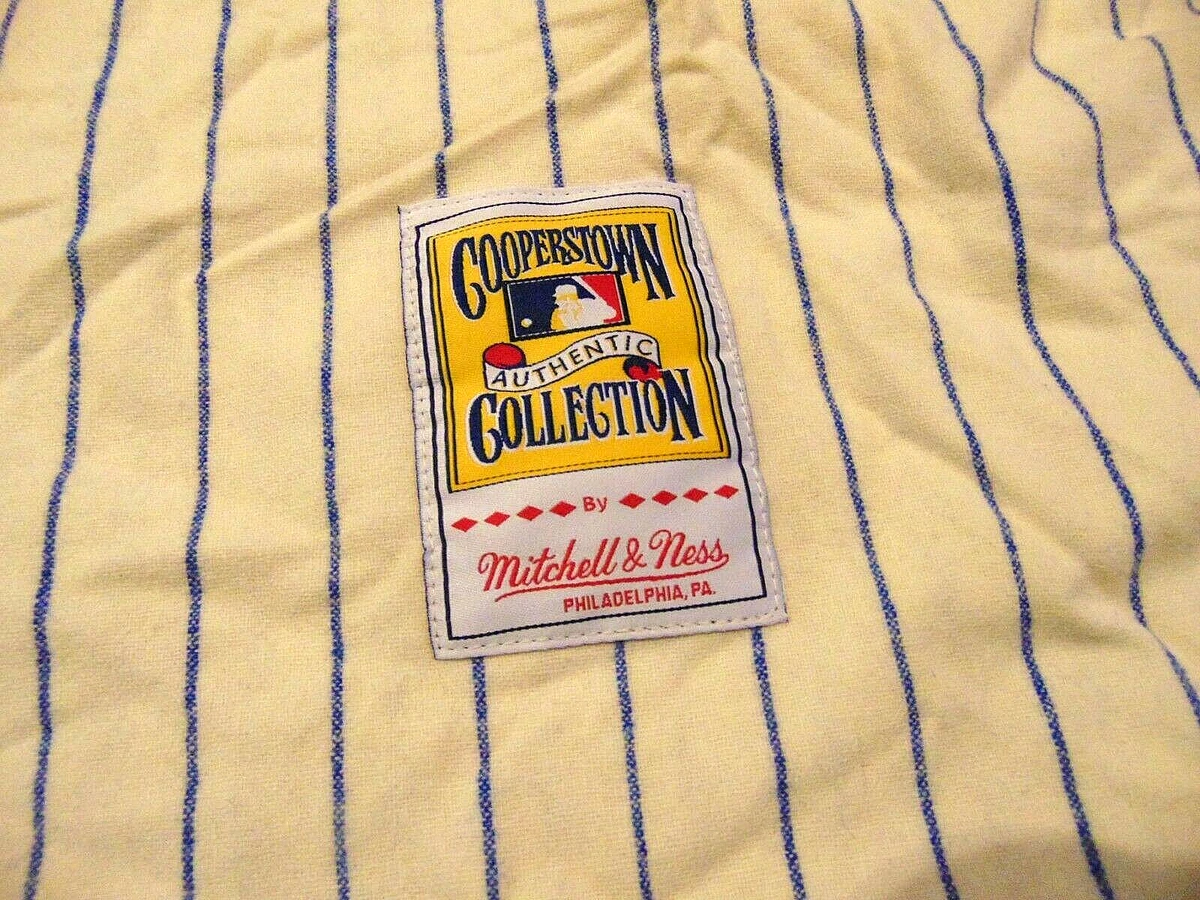 COOPERSTOWN
AUTHENTIC
COLLECTION
By
Mitchell & Ness
PHILADELPHIA, PA.